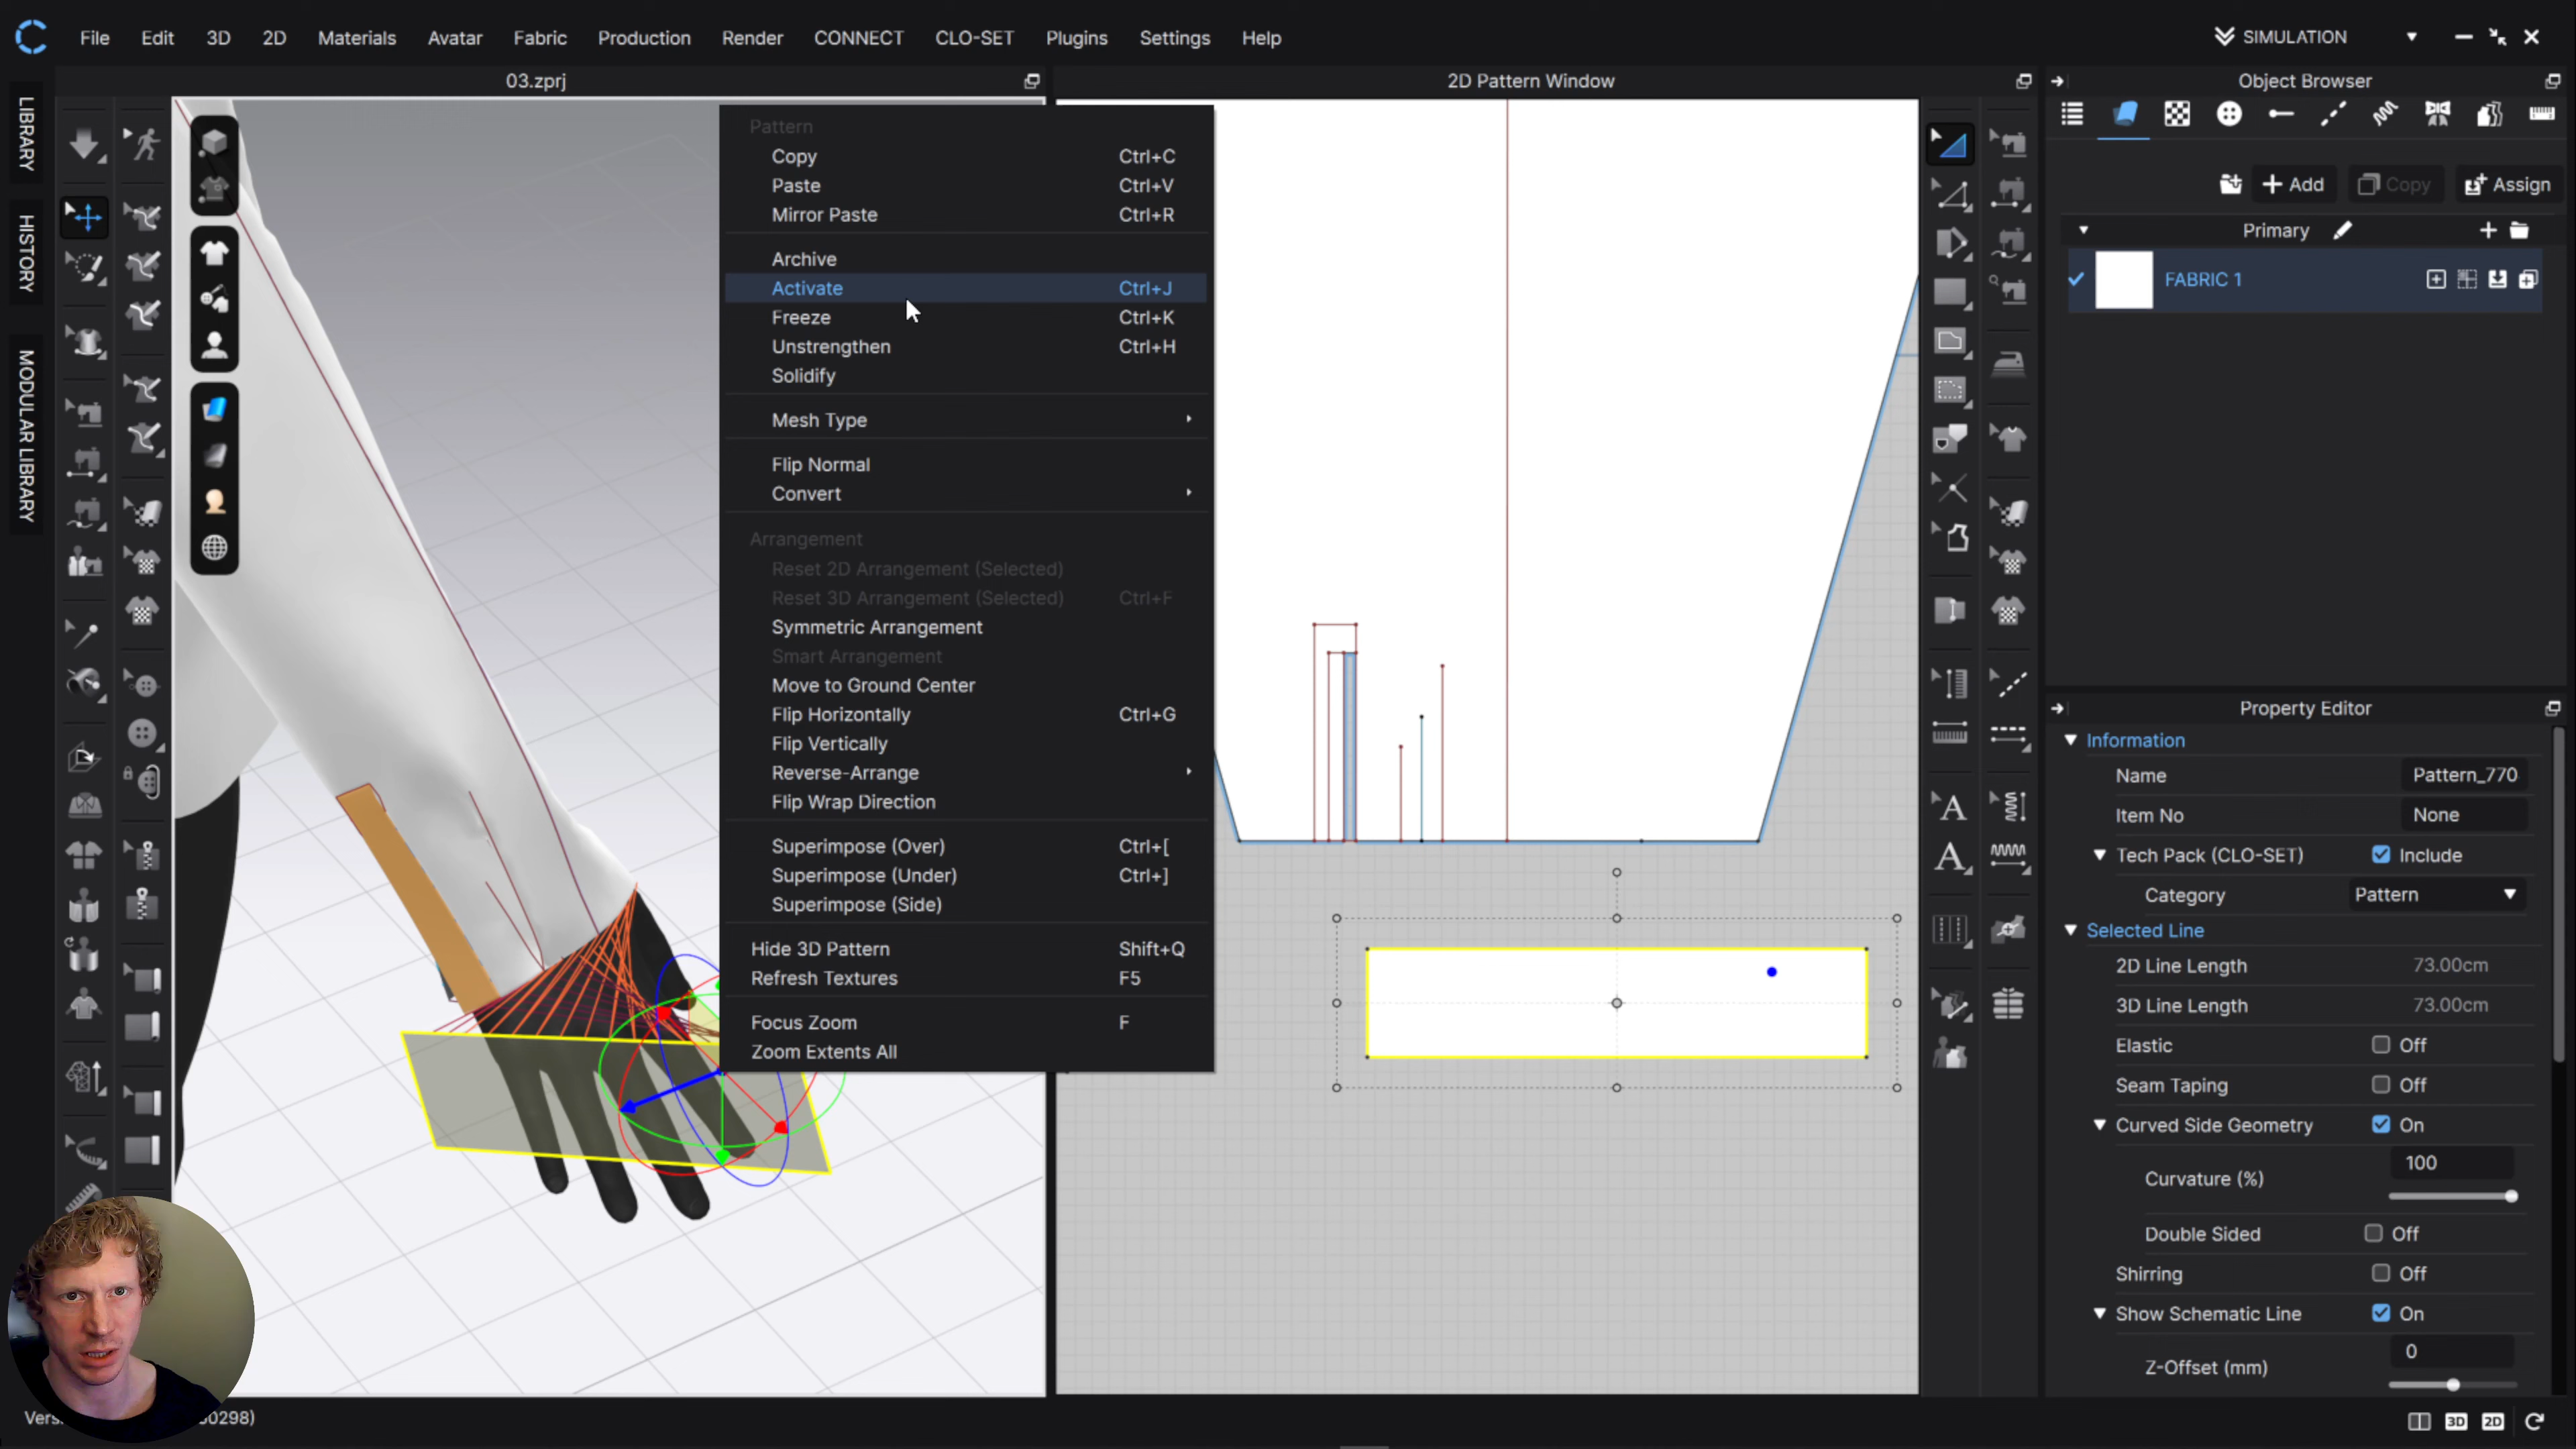 File Edit 3D 2D Materials Avatar Fabric Production Render CONNECT CLO-SET Plugins Settings Help
SIMULATION
03.zprj
2D Pattern Window
Object Browser
LIBRARY
HISTORY
MODULAR LIBRARY
Pattern
Copy Ctrl+C
Paste Ctrl+V
Mirror Paste Ctrl+R
Archive
Activate Ctrl+J
Freeze Ctrl+K
Unstrengthen Ctrl+H
Solidify
Mesh Type
Flip Normal
Convert
Arrangement
Reset 2D Arrangement (Selected)
Reset 3D Arrangement (Selected) Ctrl+F
Symmetric Arrangement
Smart Arrangement
Move to Ground Center
Flip Horizontally Ctrl+G
Flip Vertically
Reverse-Arrange
Flip Wrap Direction
Superimpose (Over) Ctrl+[
Superimpose (Under) Ctrl+]
Superimpose (Side)
Hide 3D Pattern Shift+Q
Refresh Textures F5
Focus Zoom F
Zoom Extents All
A
A
Add Copy Assign
Primary
FABRIC 1
Property Editor
Information
Name Pattern_770
Item No None
Tech Pack (CLO-SET) Include
Category Pattern
Selected Line
2D Line Length 73.00cm
3D Line Length 73.00cm
Elastic Off
Seam Taping Off
Curved Side Geometry On
Curvature (%) 100
Double Sided Off
Shirring Off
Show Schematic Line On
Z-Offset (mm) 0
3D 2D